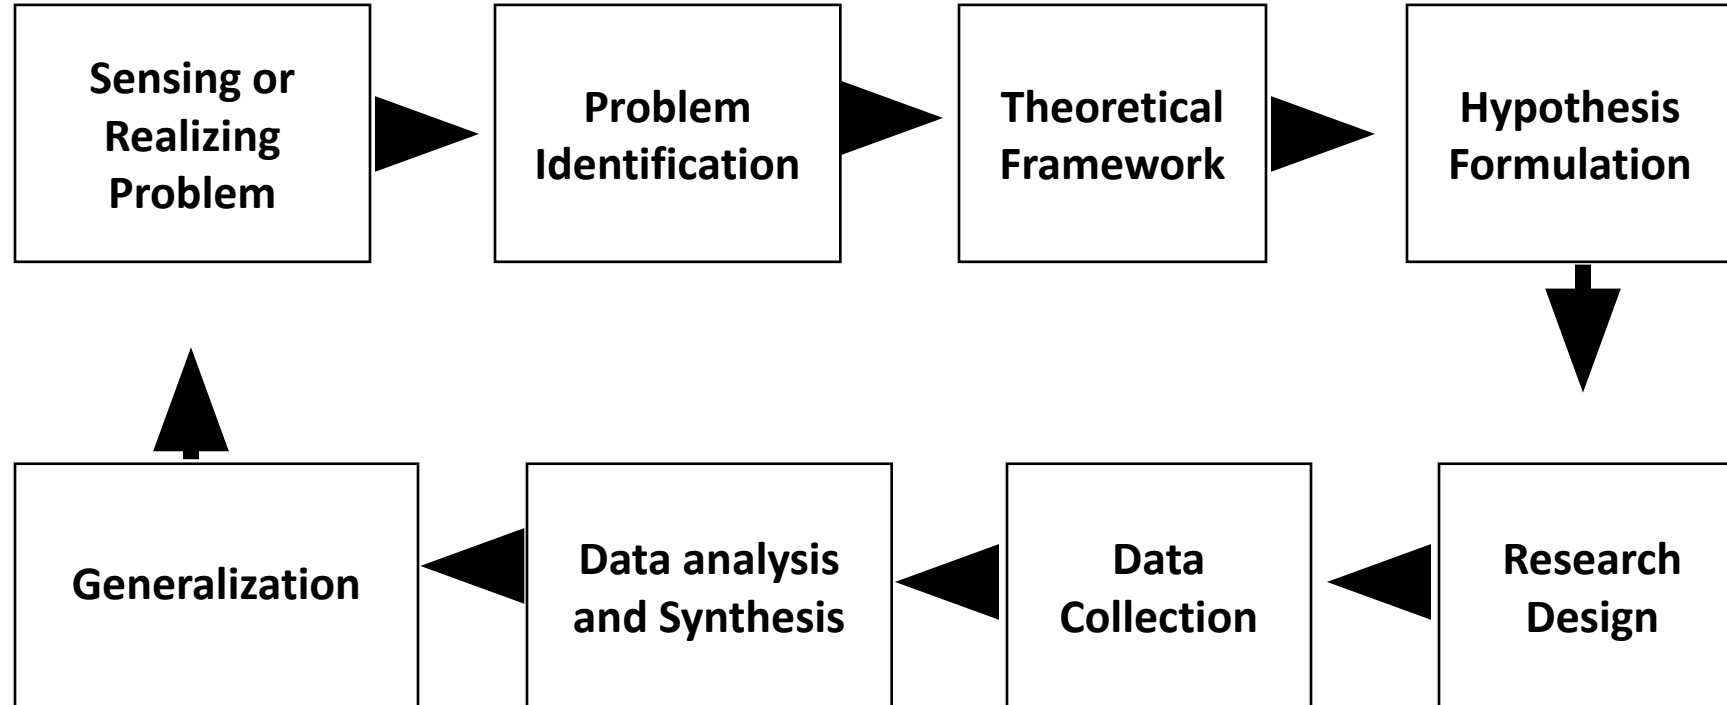 Sensing or
Realizing
Problem
Problem
Identification
Theoretical
Framework
Hypothesis
Formulation
Generalization
Data analysis
and Synthesis
Data
Collection
Research
Design